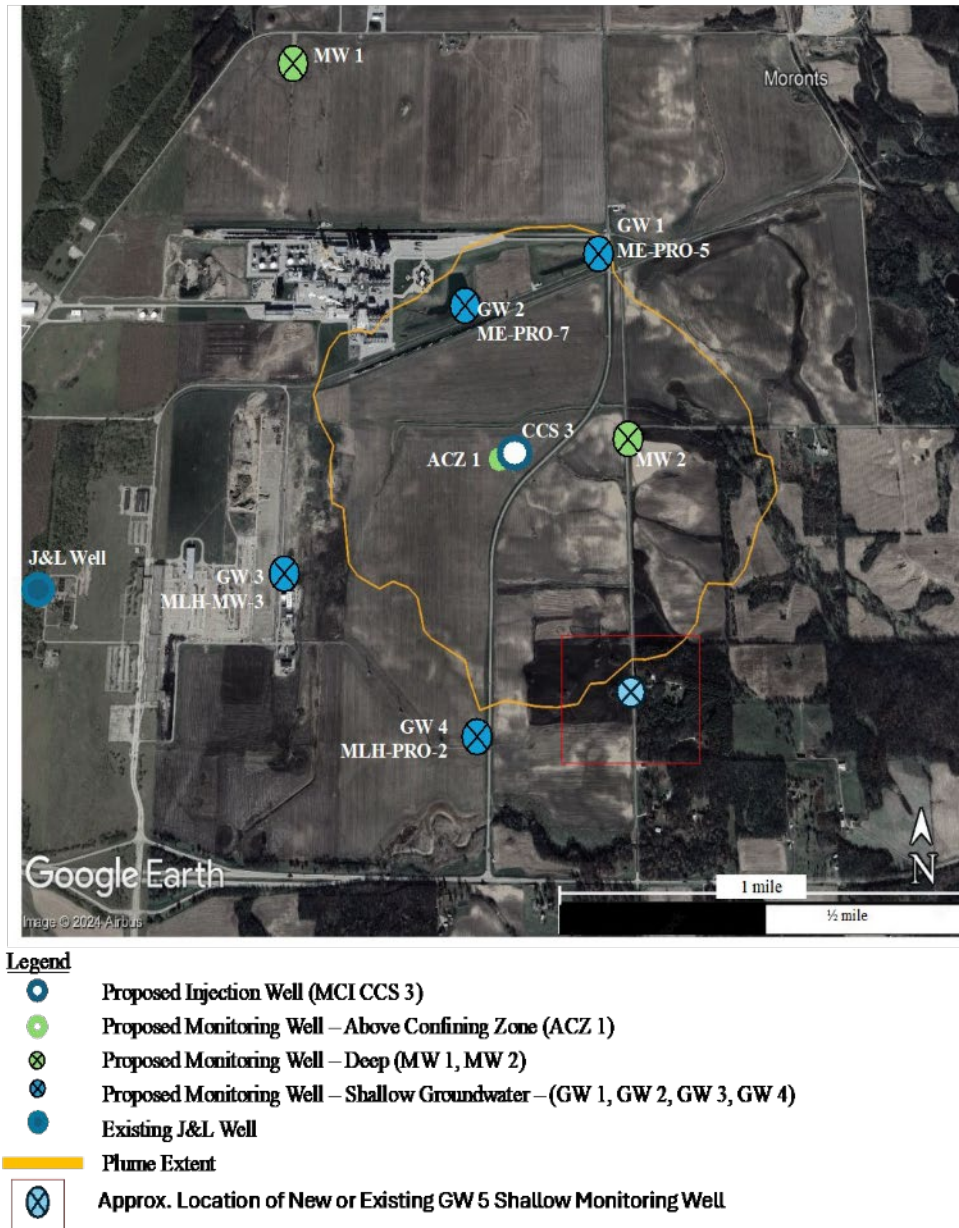 MW 1
Moronts
GW 1
ME-PRO-5
GW 2
ME-PRO-7
CCS 3
ACZ 1
MW 2
J&L Well
GW 3
MLH-MW-3
GW 4
MLH-PRO-2
N
Google Earth
1 mile
½ mile
Image © 2024 Airbus
Legend
Proposed Injection Well (MCI CCS 3)
Proposed Monitoring Well – Above Confining Zone (ACZ 1)
Proposed Monitoring Well – Deep (MW 1, MW 2)
Proposed Monitoring Well – Shallow Groundwater – (GW 1, GW 2, GW 3, GW 4)
Existing J&L Well
Plume Extent
Approx. Location of New or Existing GW 5 Shallow Monitoring Well